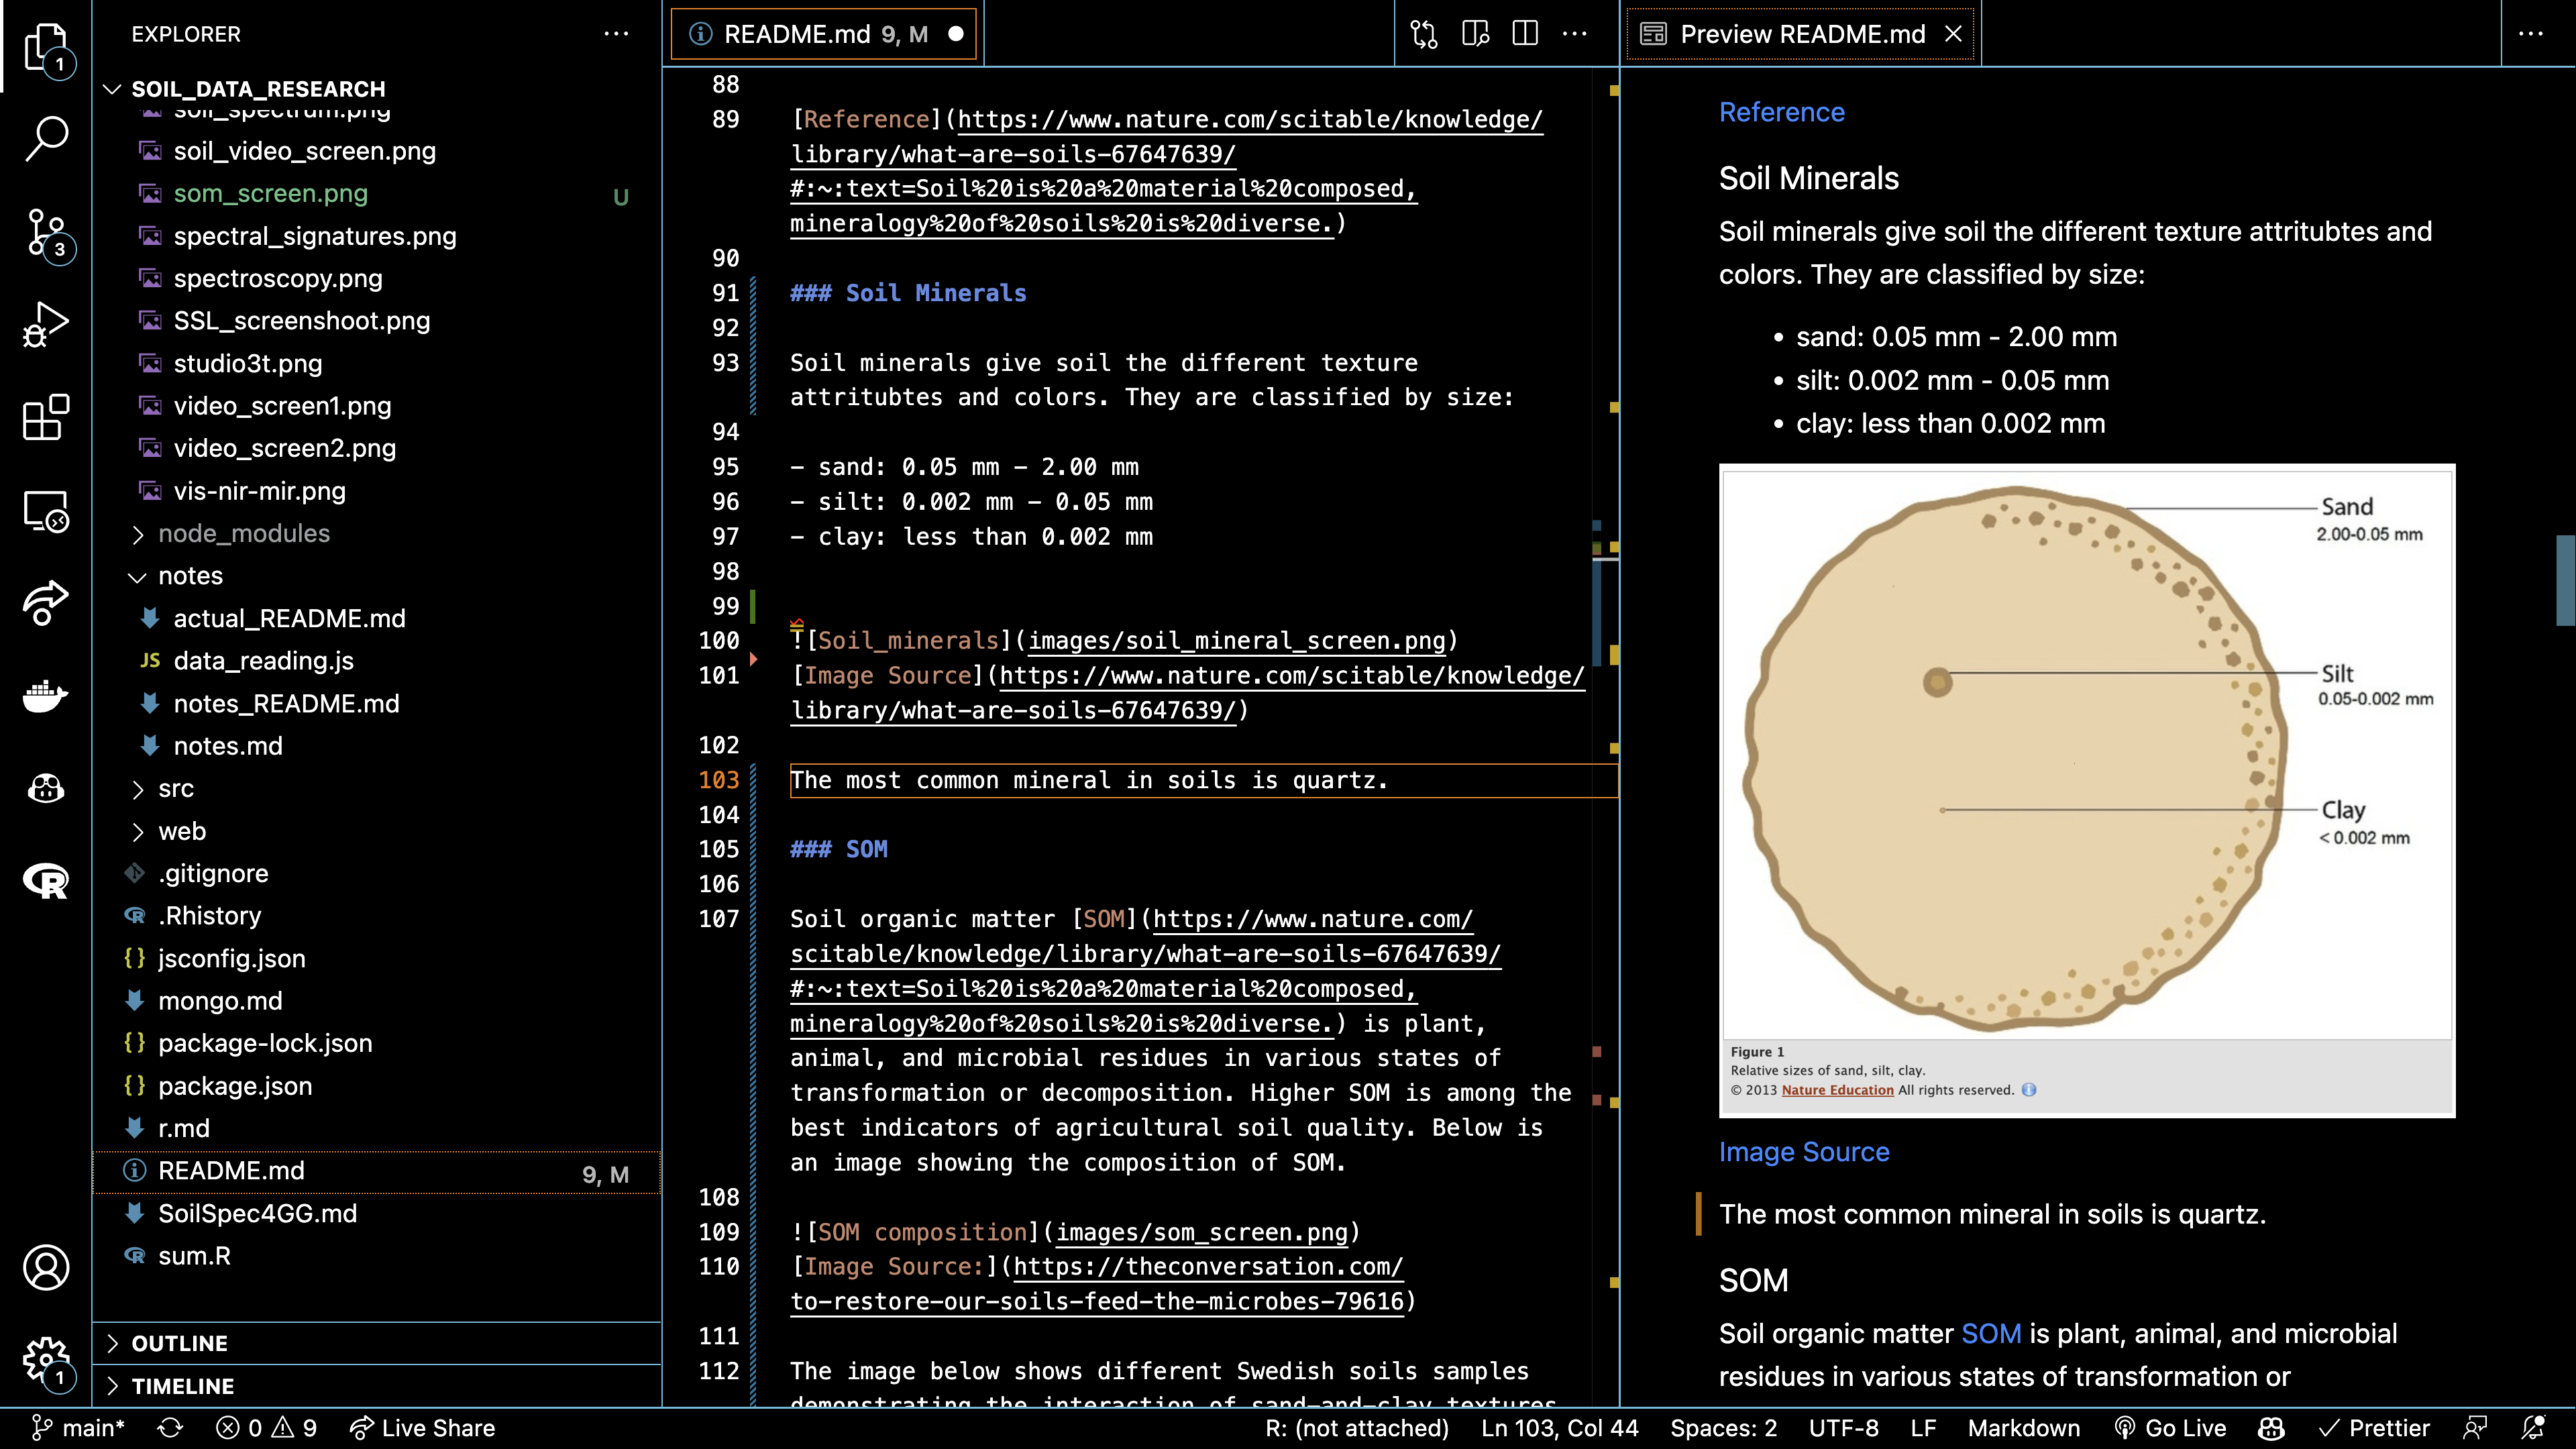 EXPLORER
SOIL_DATA_RESEARCH
soil_spectrum.png
soil_video_screen.png
som_screen.png U
spectral_signatures.png
spectroscopy.png
SSL_screenshoot.png
studio3t.png
video_screen1.png
video_screen2.png
vis-nir-mir.png
node_modules
notes
actual_README.md
JS data_reading.js
notes_README.md
notes.md
src
web
.gitignore
.Rhistory
{} jsconfig.json
mongo.md
{} package-lock.json
{} package.json
r.md
README.md 9, M
SoilSpec4GG.md
sum.R
OUTLINE
TIMELINE
1
3
1
README.md 9, M
88
89 [Reference](https://www.nature.com/scitable/knowledge/
library/what-are-soils-67647639/
#:~:text=Soil%20is%20a%20material%20composed,
mineralogy%20of%20soils%20is%20diverse.)
90
91 ### Soil Minerals
92
93 Soil minerals give soil the different texture
attritubtes and colors. They are classified by size:
94
95 - sand: 0.05 mm - 2.00 mm
96 - silt: 0.002 mm - 0.05 mm
97 - clay: less than 0.002 mm
98
99
100 ![Soil_minerals](images/soil_mineral_screen.png)
101 [Image Source](https://www.nature.com/scitable/knowledge/
library/what-are-soils-67647639/)
102
103 The most common mineral in soils is quartz.
104
105 ### SOM
106
107 Soil organic matter [SOM](https://www.nature.com/
scitable/knowledge/library/what-are-soils-67647639/
#:~:text=Soil%20is%20a%20material%20composed,
mineralogy%20of%20soils%20is%20diverse.) is plant,
animal, and microbial residues in various states of
transformation or decomposition. Higher SOM is among the
best indicators of agricultural soil quality. Below is
an image showing the composition of SOM.
108
109 ![SOM composition](images/som_screen.png)
110 [Image Source:](https://theconversation.com/
to-restore-our-soils-feed-the-microbes-79616)
111
112 The image below shows different Swedish soils samples
demonstrating the interaction of sand-and-clay textures
Preview README.md
Reference
Soil Minerals
Soil minerals give soil the different texture attritubtes and
colors. They are classified by size:
• sand: 0.05 mm - 2.00 mm
• silt: 0.002 mm - 0.05 mm
• clay: less than 0.002 mm
Sand
2.00-0.05 mm
Silt
0.05-0.002 mm
Clay
< 0.002 mm
Figure 1
Relative sizes of sand, silt, clay.
© 2013 Nature Education All rights reserved.
Image Source
The most common mineral in soils is quartz.
SOM
Soil organic matter SOM is plant, animal, and microbial
residues in various states of transformation or
main* 0 9 Live Share R: (not attached) Ln 103, Col 44 Spaces: 2 UTF-8 LF Markdown Go Live Prettier